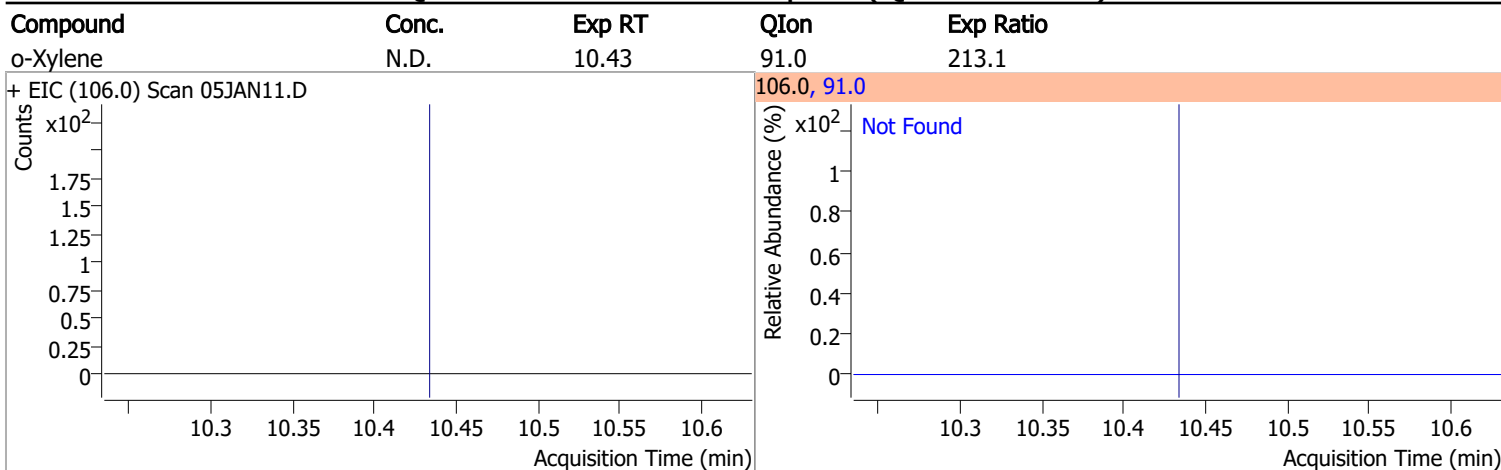 Compound Conc. Exp RT QIon Exp Ratio
o-Xylene N.D. 10.43 91.0 213.1
+ EIC (106.0) Scan 05JAN11.D
Counts
x10²
1.75
1.5
1.25
1
0.75
0.5
0.25
0
10.3 10.35 10.4 10.45 10.5 10.55 10.6
Acquisition Time (min)
106.0, 91.0
Relative Abundance (%)
x10²
Not Found
1
0.8
0.6
0.4
0.2
0
10.3 10.35 10.4 10.45 10.5 10.55 10.6
Acquisition Time (min)